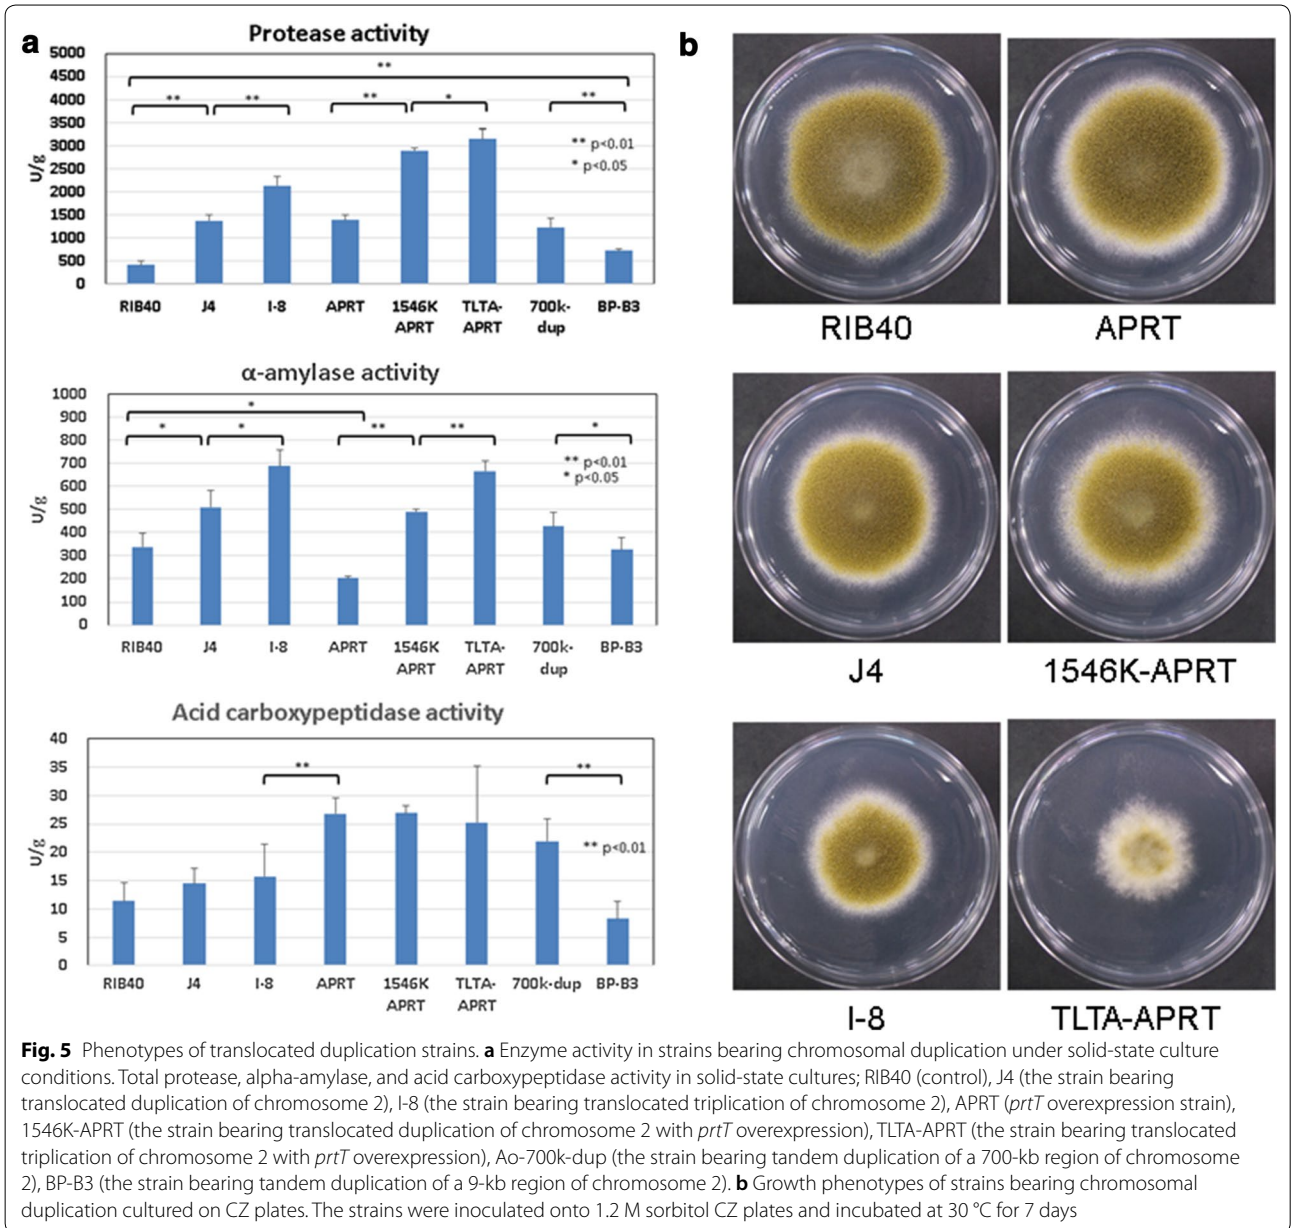 a
Protease activity
5000
4500
4000
3500
3000
2500
2000
1500
1000
500
0
U/g
**
**
**
**
*
**
** p<0.01
* p<0.05
RIB40 J4 I-8 APRT 1546K APRT TLTA-APRT 700k-dup BP-B3
α-amylase activity
1000
900
800
700
600
500
400
300
200
100
0
U/g
*
*
*
**
**
*
** p<0.01
* p<0.05
RIB40 J4 I-8 APRT 1546K APRT TLTA-APRT 700k-dup BP-B3
Acid carboxypeptidase activity
40
35
30
25
20
15
10
5
0
U/g
**
**
** p<0.01
RIB40 J4 I-8 APRT 1546K APRT TLTA-APRT 700k-dup BP-B3
b
RIB40
APRT
J4
1546K-APRT
I-8
TLTA-APRT
Fig. 5 Phenotypes of translocated duplication strains. a Enzyme activity in strains bearing chromosomal duplication under solid-state culture
conditions. Total protease, alpha-amylase, and acid carboxypeptidase activity in solid-state cultures; RIB40 (control), J4 (the strain bearing
translocated duplication of chromosome 2), I-8 (the strain bearing translocated triplication of chromosome 2), APRT (prtT overexpression strain),
1546K-APRT (the strain bearing translocated duplication of chromosome 2 with prtT overexpression), TLTA-APRT (the strain bearing translocated
triplication of chromosome 2 with prtT overexpression), Ao-700k-dup (the strain bearing tandem duplication of a 700-kb region of chromosome
2), BP-B3 (the strain bearing tandem duplication of a 9-kb region of chromosome 2). b Growth phenotypes of strains bearing chromosomal
duplication cultured on CZ plates. The strains were inoculated onto 1.2 M sorbitol CZ plates and incubated at 30 °C for 7 days